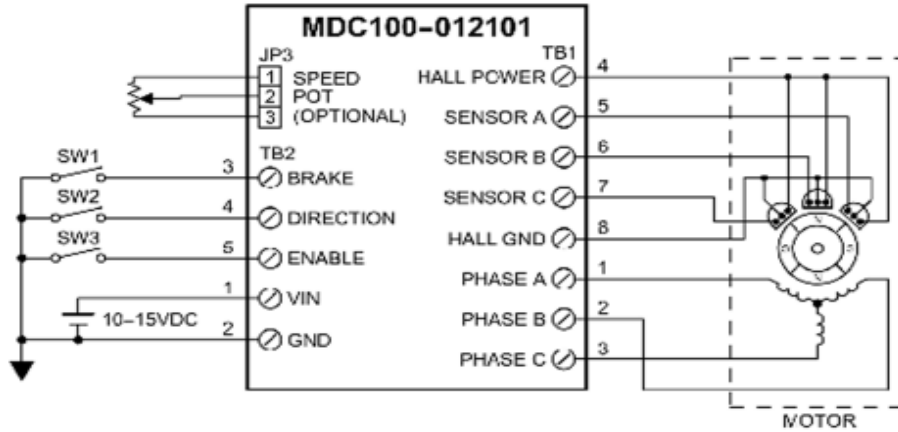 MDC100-012101
JP3
1 SPEED
2 POT
3 (OPTIONAL)
TB2
SW1
3 BRAKE
SW2
4 DIRECTION
SW3
5 ENABLE
1 VIN
10-15VDC
2 GND
TB1
HALL POWER 4
SENSOR A 5
SENSOR B 6
SENSOR C 7
HALL GND 8
PHASE A 1
PHASE B 2
PHASE C 3
MOTOR